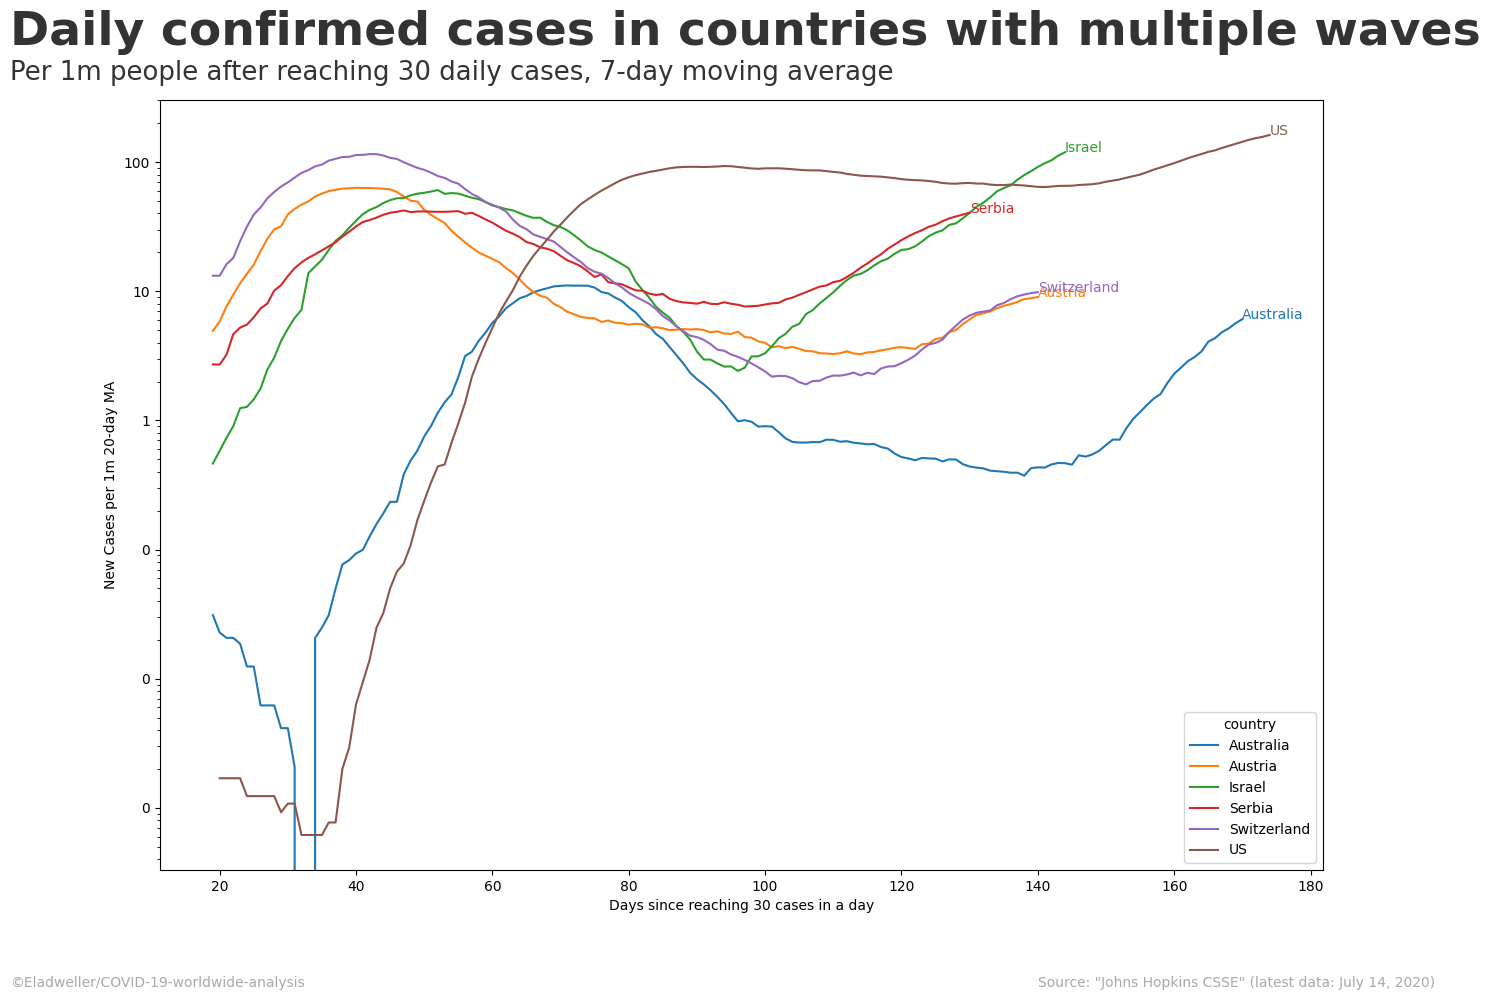 Daily confirmed cases in countries with multiple waves
Per 1m people after reaching 30 daily cases, 7-day moving average
US
Israel
100
Serbia
10
Switzerland
Austria
Australia
1
New Cases per 1m 20-day MA
0
0
0
country
Australia
Austria
Israel
Serbia
Switzerland
US
20 40 60 80 100 120 140 160 180
Days since reaching 30 cases in a day
©Eladweller/COVID-19-worldwide-analysis
Source: "Johns Hopkins CSSE" (latest data: July 14, 2020)